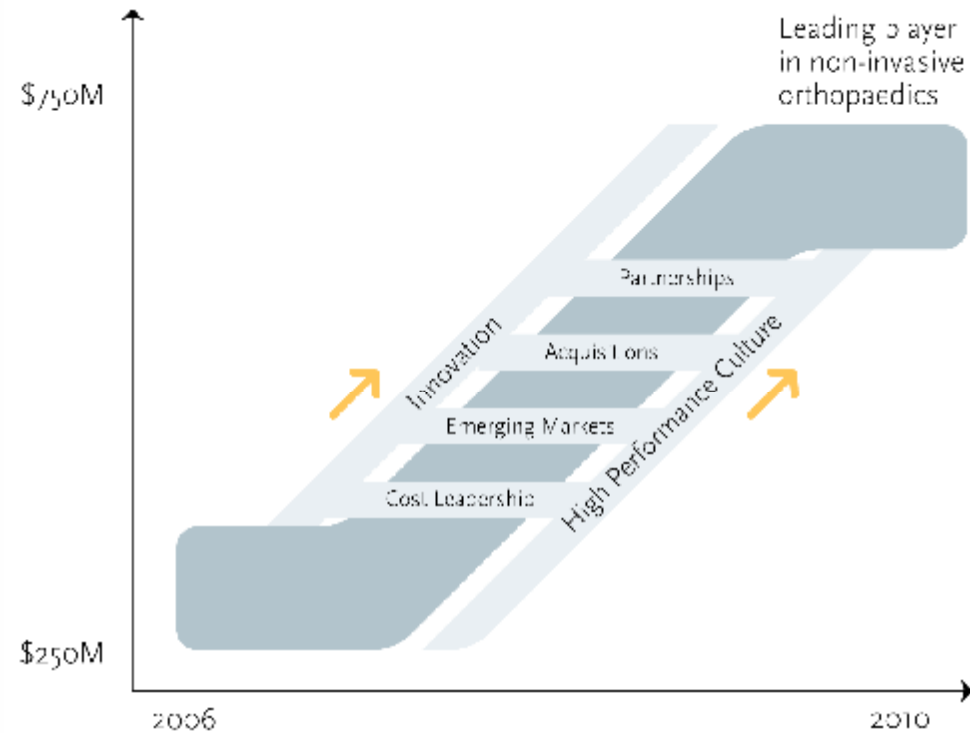 Leading player
in non-invasive
orthopaedics
$750M
Partnerships
Innovation
Acquisitions
High Performance Culture
Emerging Markets
Cost Leadership
$250M
2006
2010